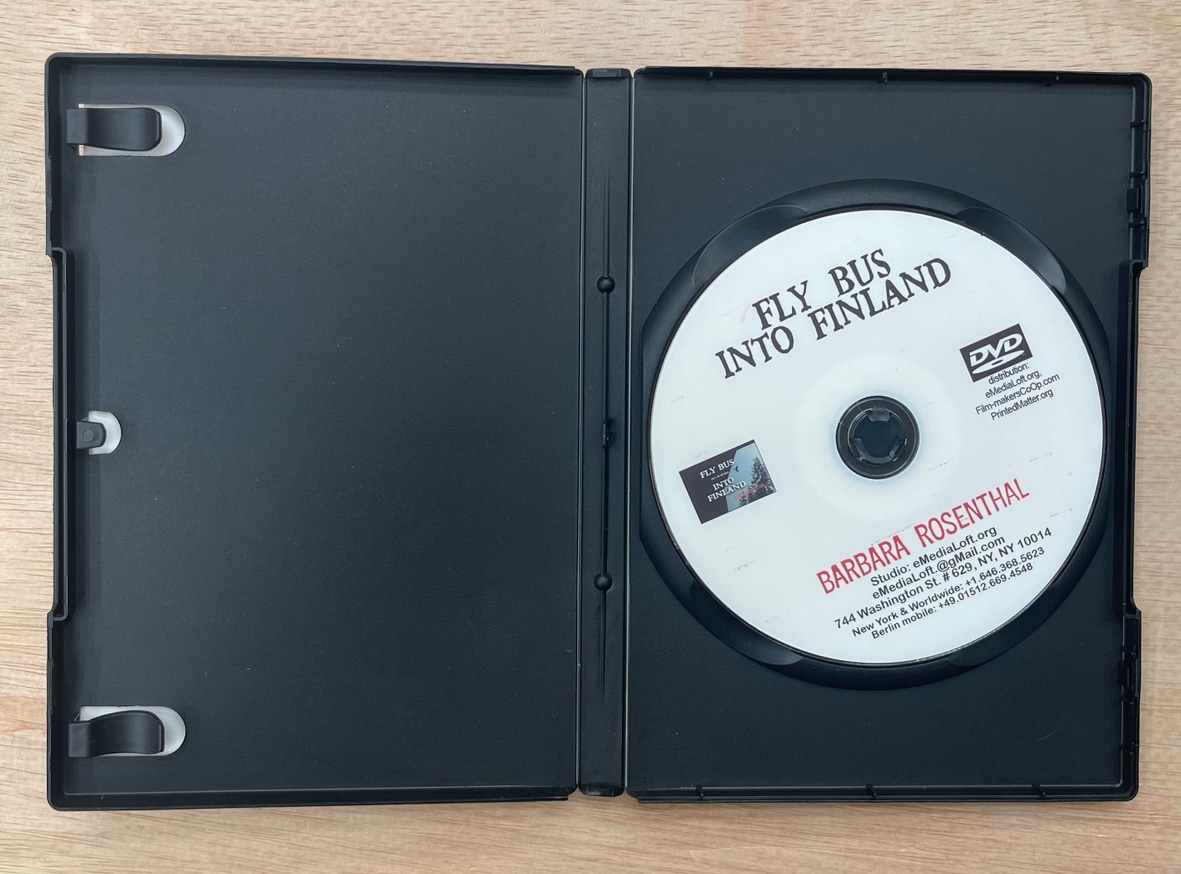 FLY BUS
INTO FINLAND
DVD
distribution:
eMediaLoft.org,
Film-makersCoOp.com
PrintedMatter.org
FLY BUS
INTO
FINLAND
BARBARA ROSENTHAL
Studio: eMediaLoft.org
eMediaLoft.@gMail.com
744 Washington St. # 629, NY, NY 10014
New York & Worldwide: +1.646.368.5623
Berlin mobile: +49.01512.669.4548